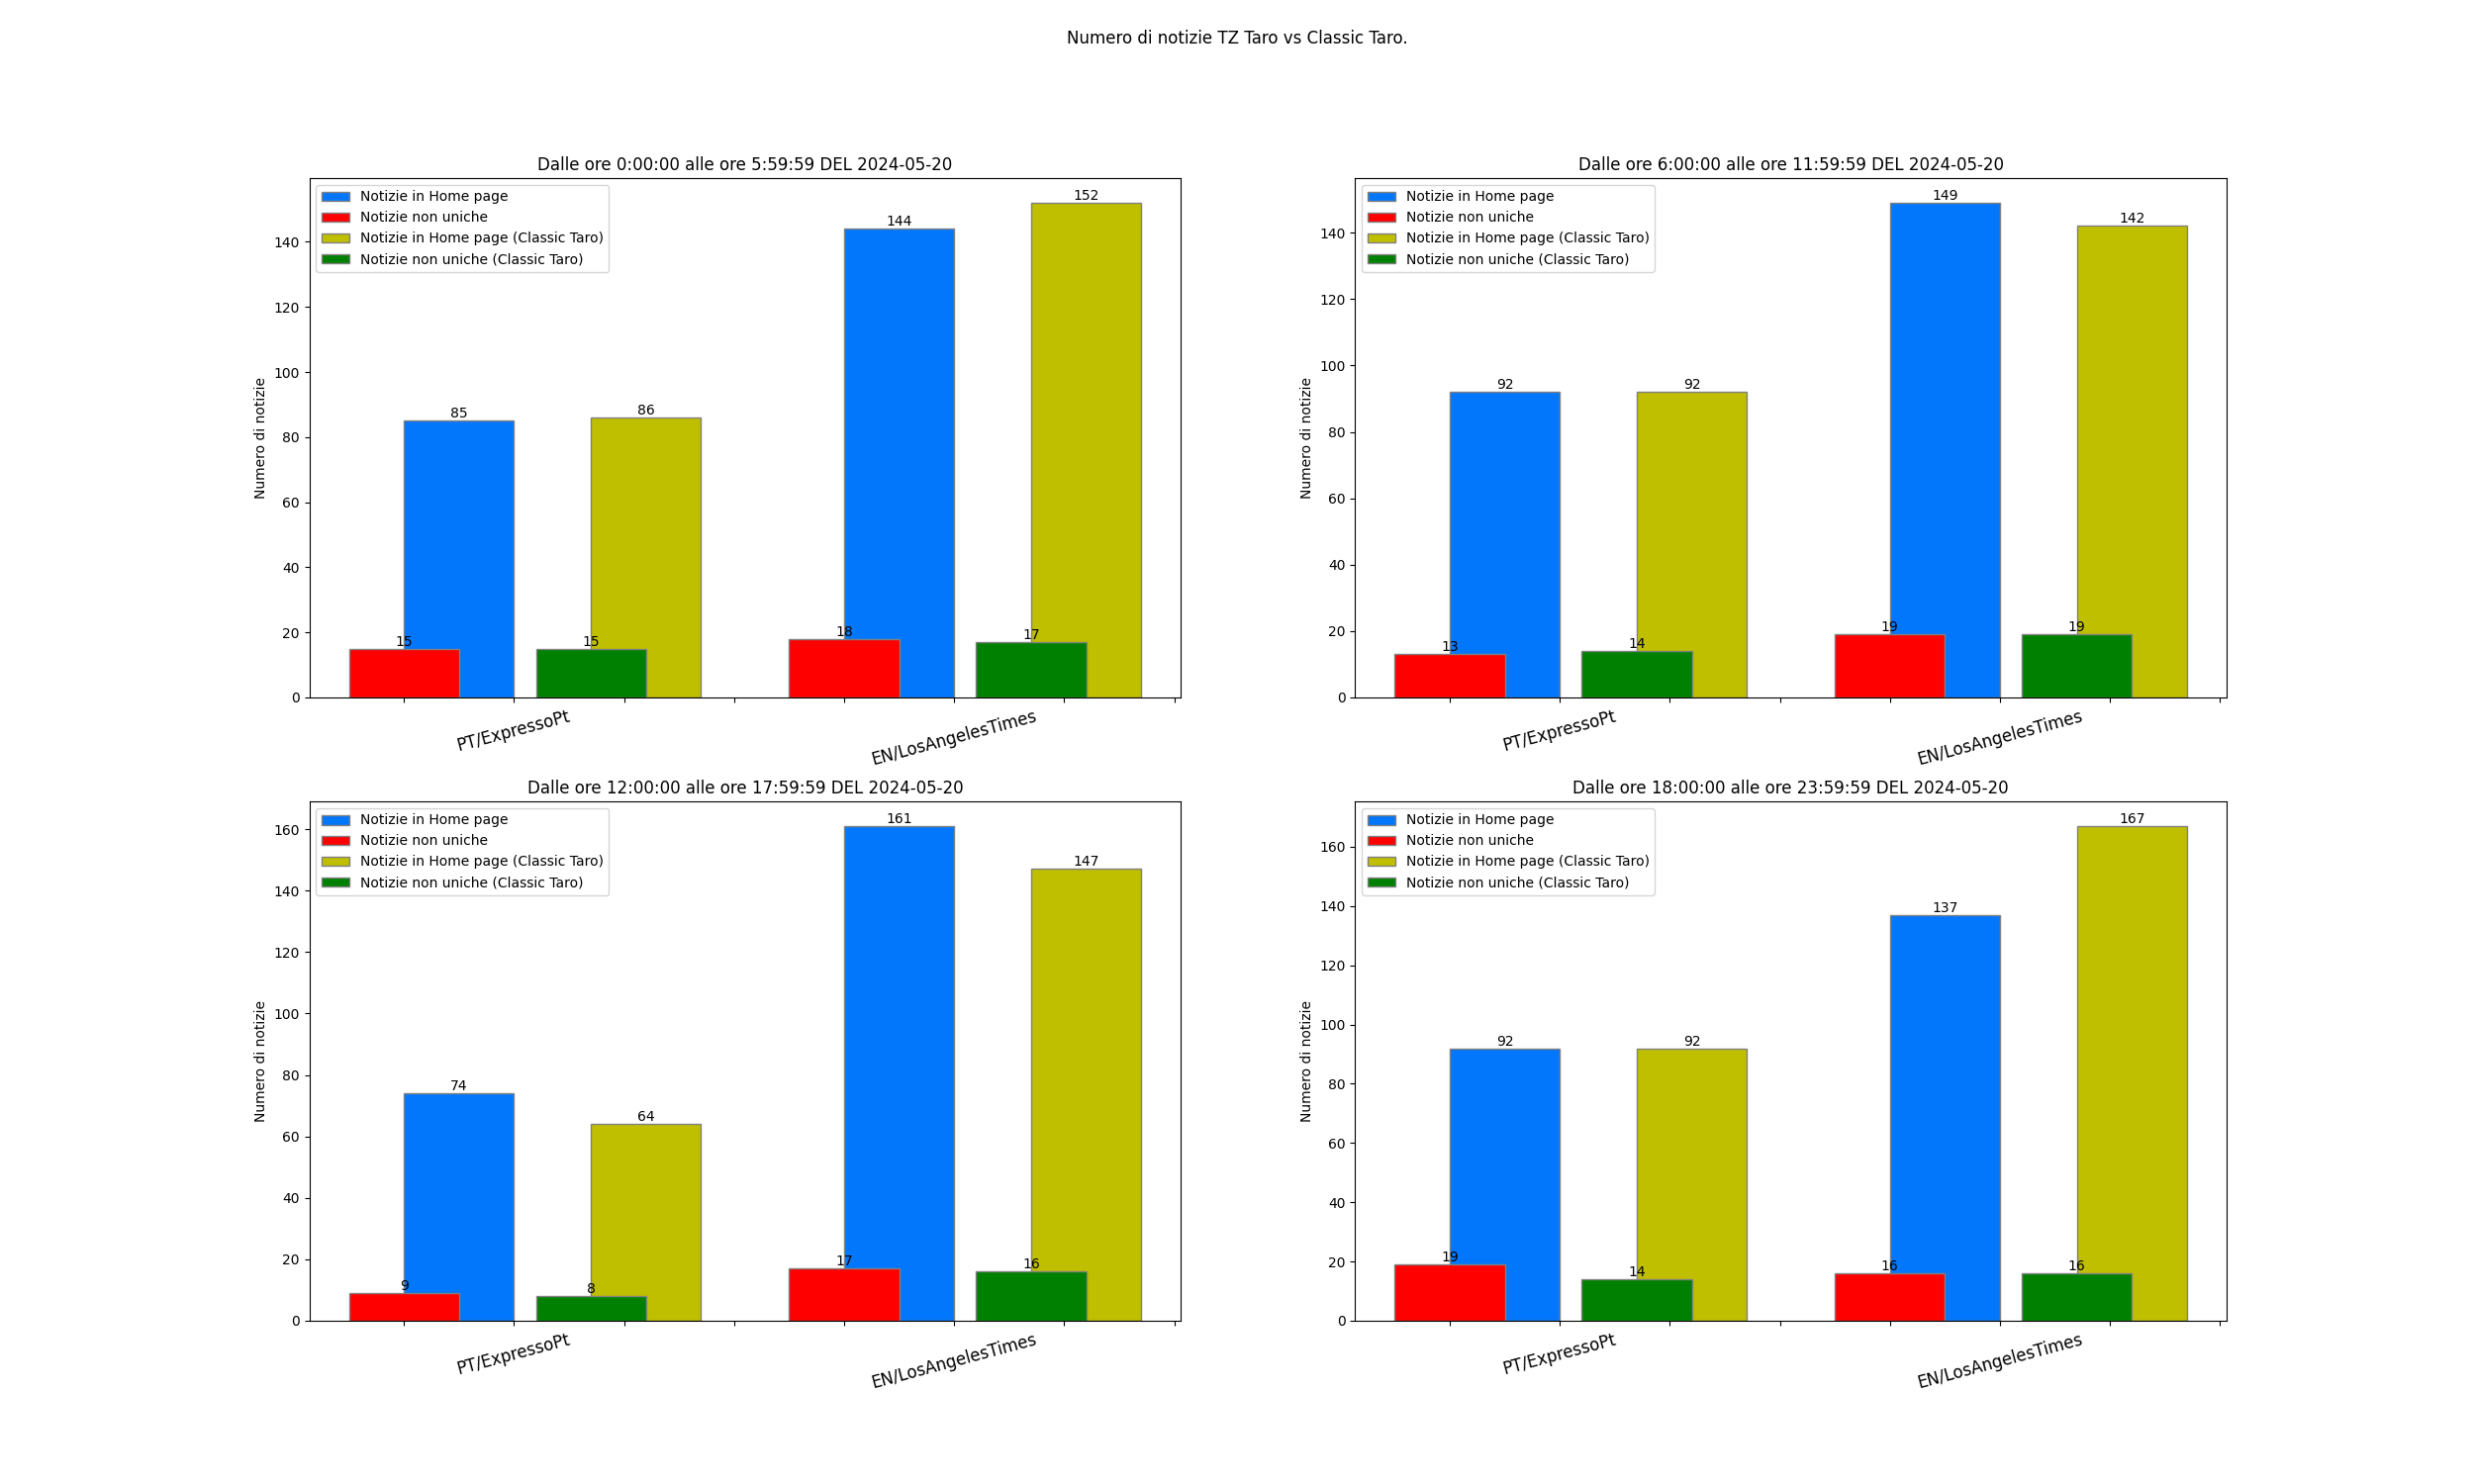 Numero di notizie TZ Taro vs Classic Taro.
Dalle ore 0:00:00 alle ore 5:59:59 DEL 2024-05-20
Notizie in Home page
Notizie non uniche
Notizie in Home page (Classic Taro)
Notizie non uniche (Classic Taro)
Numero di notizie
140
120
100
80
60
40
20
0
15
85
15
86
18
144
17
152
PT/ExpressoPt
EN/LosAngelesTimes
Dalle ore 6:00:00 alle ore 11:59:59 DEL 2024-05-20
Notizie in Home page
Notizie non uniche
Notizie in Home page (Classic Taro)
Notizie non uniche (Classic Taro)
Numero di notizie
140
120
100
80
60
40
20
0
13
92
14
92
19
149
19
142
PT/ExpressoPt
EN/LosAngelesTimes
Dalle ore 12:00:00 alle ore 17:59:59 DEL 2024-05-20
Notizie in Home page
Notizie non uniche
Notizie in Home page (Classic Taro)
Notizie non uniche (Classic Taro)
Numero di notizie
160
140
120
100
80
60
40
20
0
9
74
8
64
17
161
16
147
PT/ExpressoPt
EN/LosAngelesTimes
Dalle ore 18:00:00 alle ore 23:59:59 DEL 2024-05-20
Notizie in Home page
Notizie non uniche
Notizie in Home page (Classic Taro)
Notizie non uniche (Classic Taro)
Numero di notizie
160
140
120
100
80
60
40
20
0
19
92
14
92
16
137
16
167
PT/ExpressoPt
EN/LosAngelesTimes